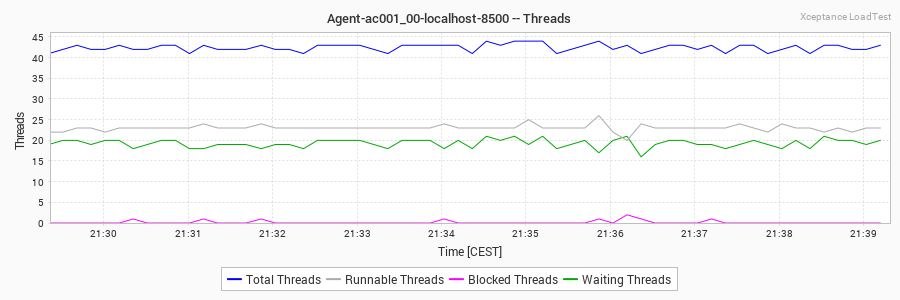 Agent-ac001_00-localhost-8500 -- Threads
Xceptance LoadTest
45
40
35
30
25
20
15
10
5
0
Threads
21:30 21:31 21:32 21:33 21:34 21:35 21:36 21:37 21:38 21:39
Time [CEST]
Total Threads Runnable Threads Blocked Threads Waiting Threads